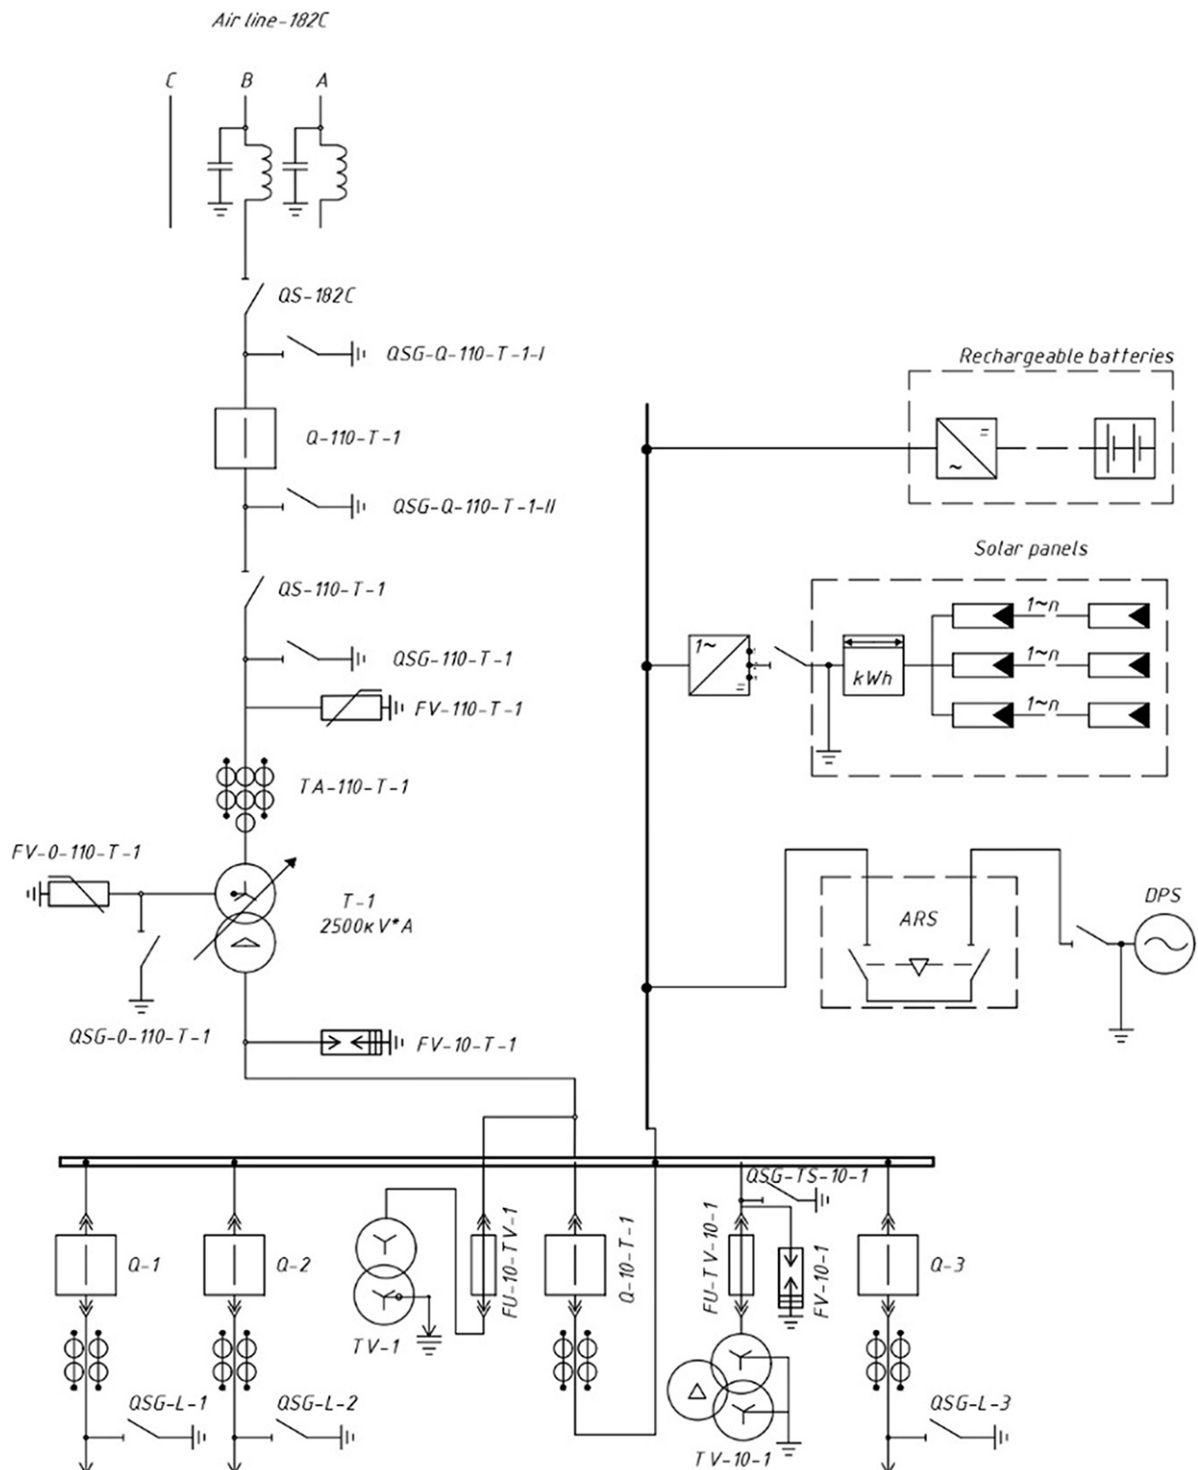 Air line-182C
C
B
A
QS-182C
QSG-Q-110-T-1-I
Q-110-T-1
QSG-Q-110-T-1-II
QS-110-T-1
QSG-110-T-1
FV-110-T-1
TA-110-T-1
FV-0-110-T-1
T-1
2500кV*A
QSG-0-110-T-1
FV-10-T-1
Rechargeable batteries
=
~
Solar panels
1~
=
kWh
1~n
1~n
1~n
ARS
DPS
QSG-TS-10-1
Q-1
Q-2
TV-1
FU-10-TV-1
Q-10-T-1
FU-TV-10-1
FV-10-1
Q-3
QSG-L-1
QSG-L-2
TV-10-1
QSG-L-3